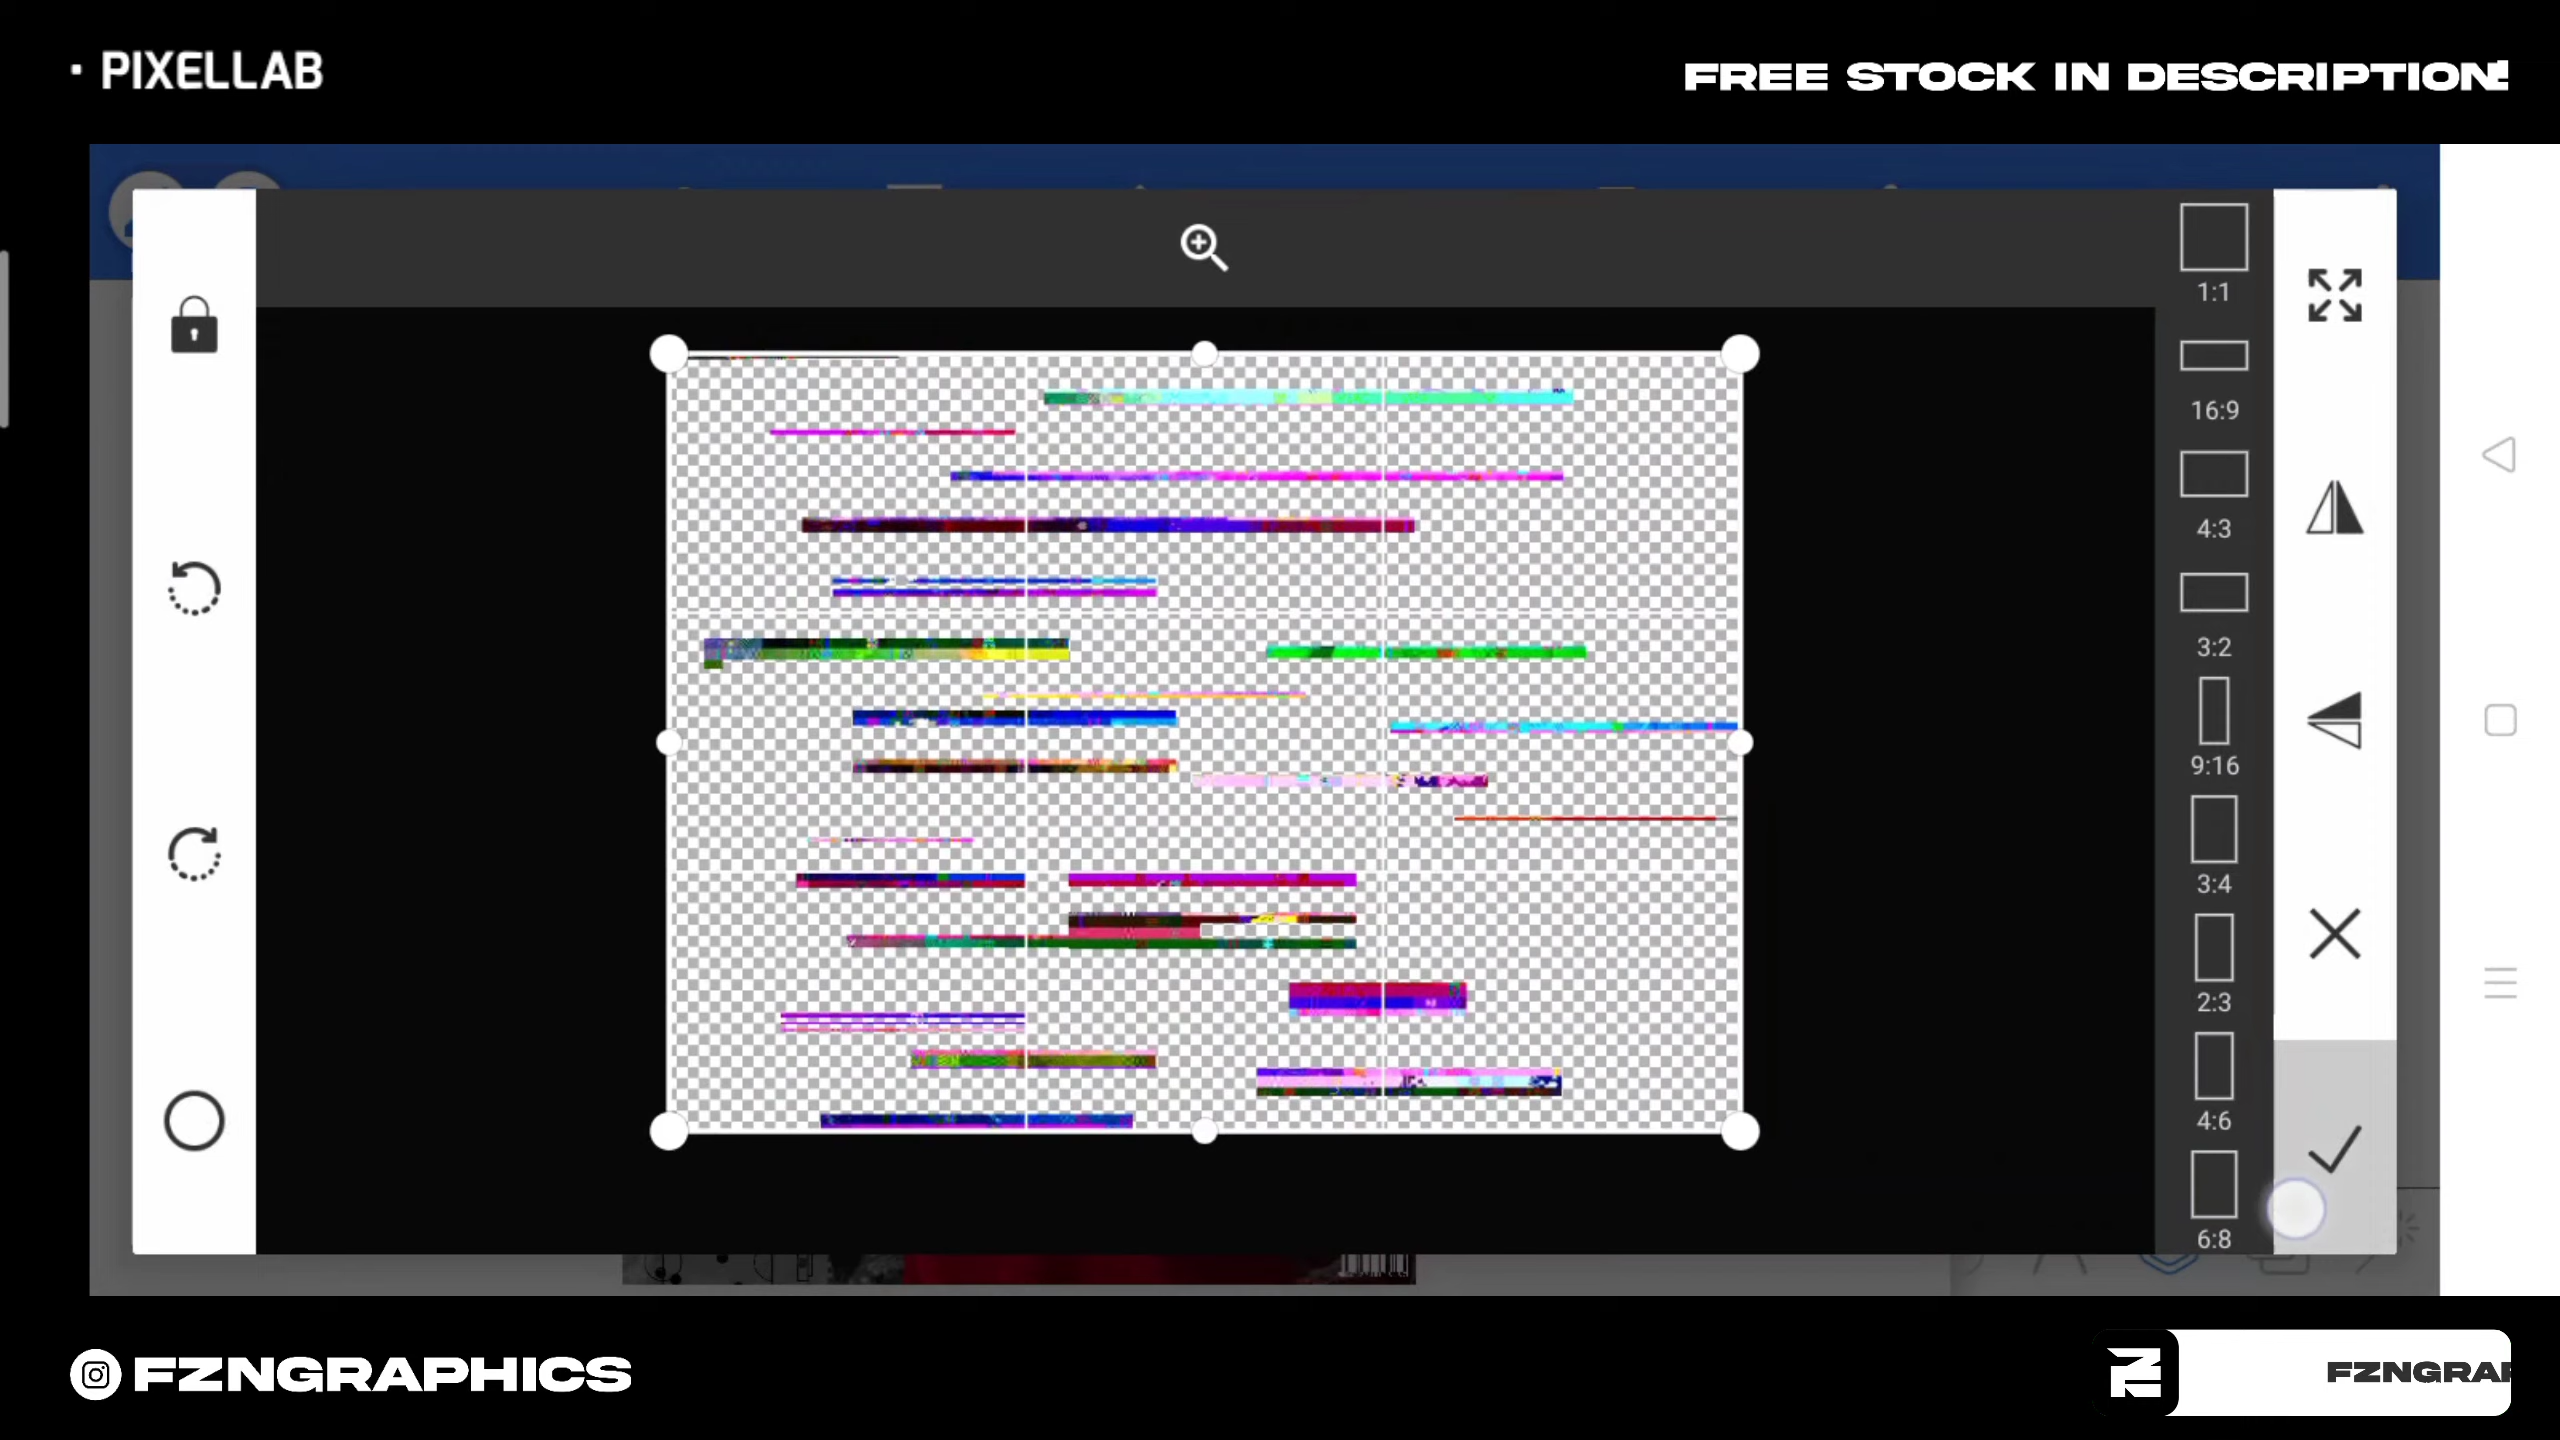 · PIXELLAB
FREE STOCK IN DESCRIPTION!
1:1
16:9
4:3
3:2
9:16
3:4
2:3
4:6
6:8
FZNGRAPHICS
FZNGRAP